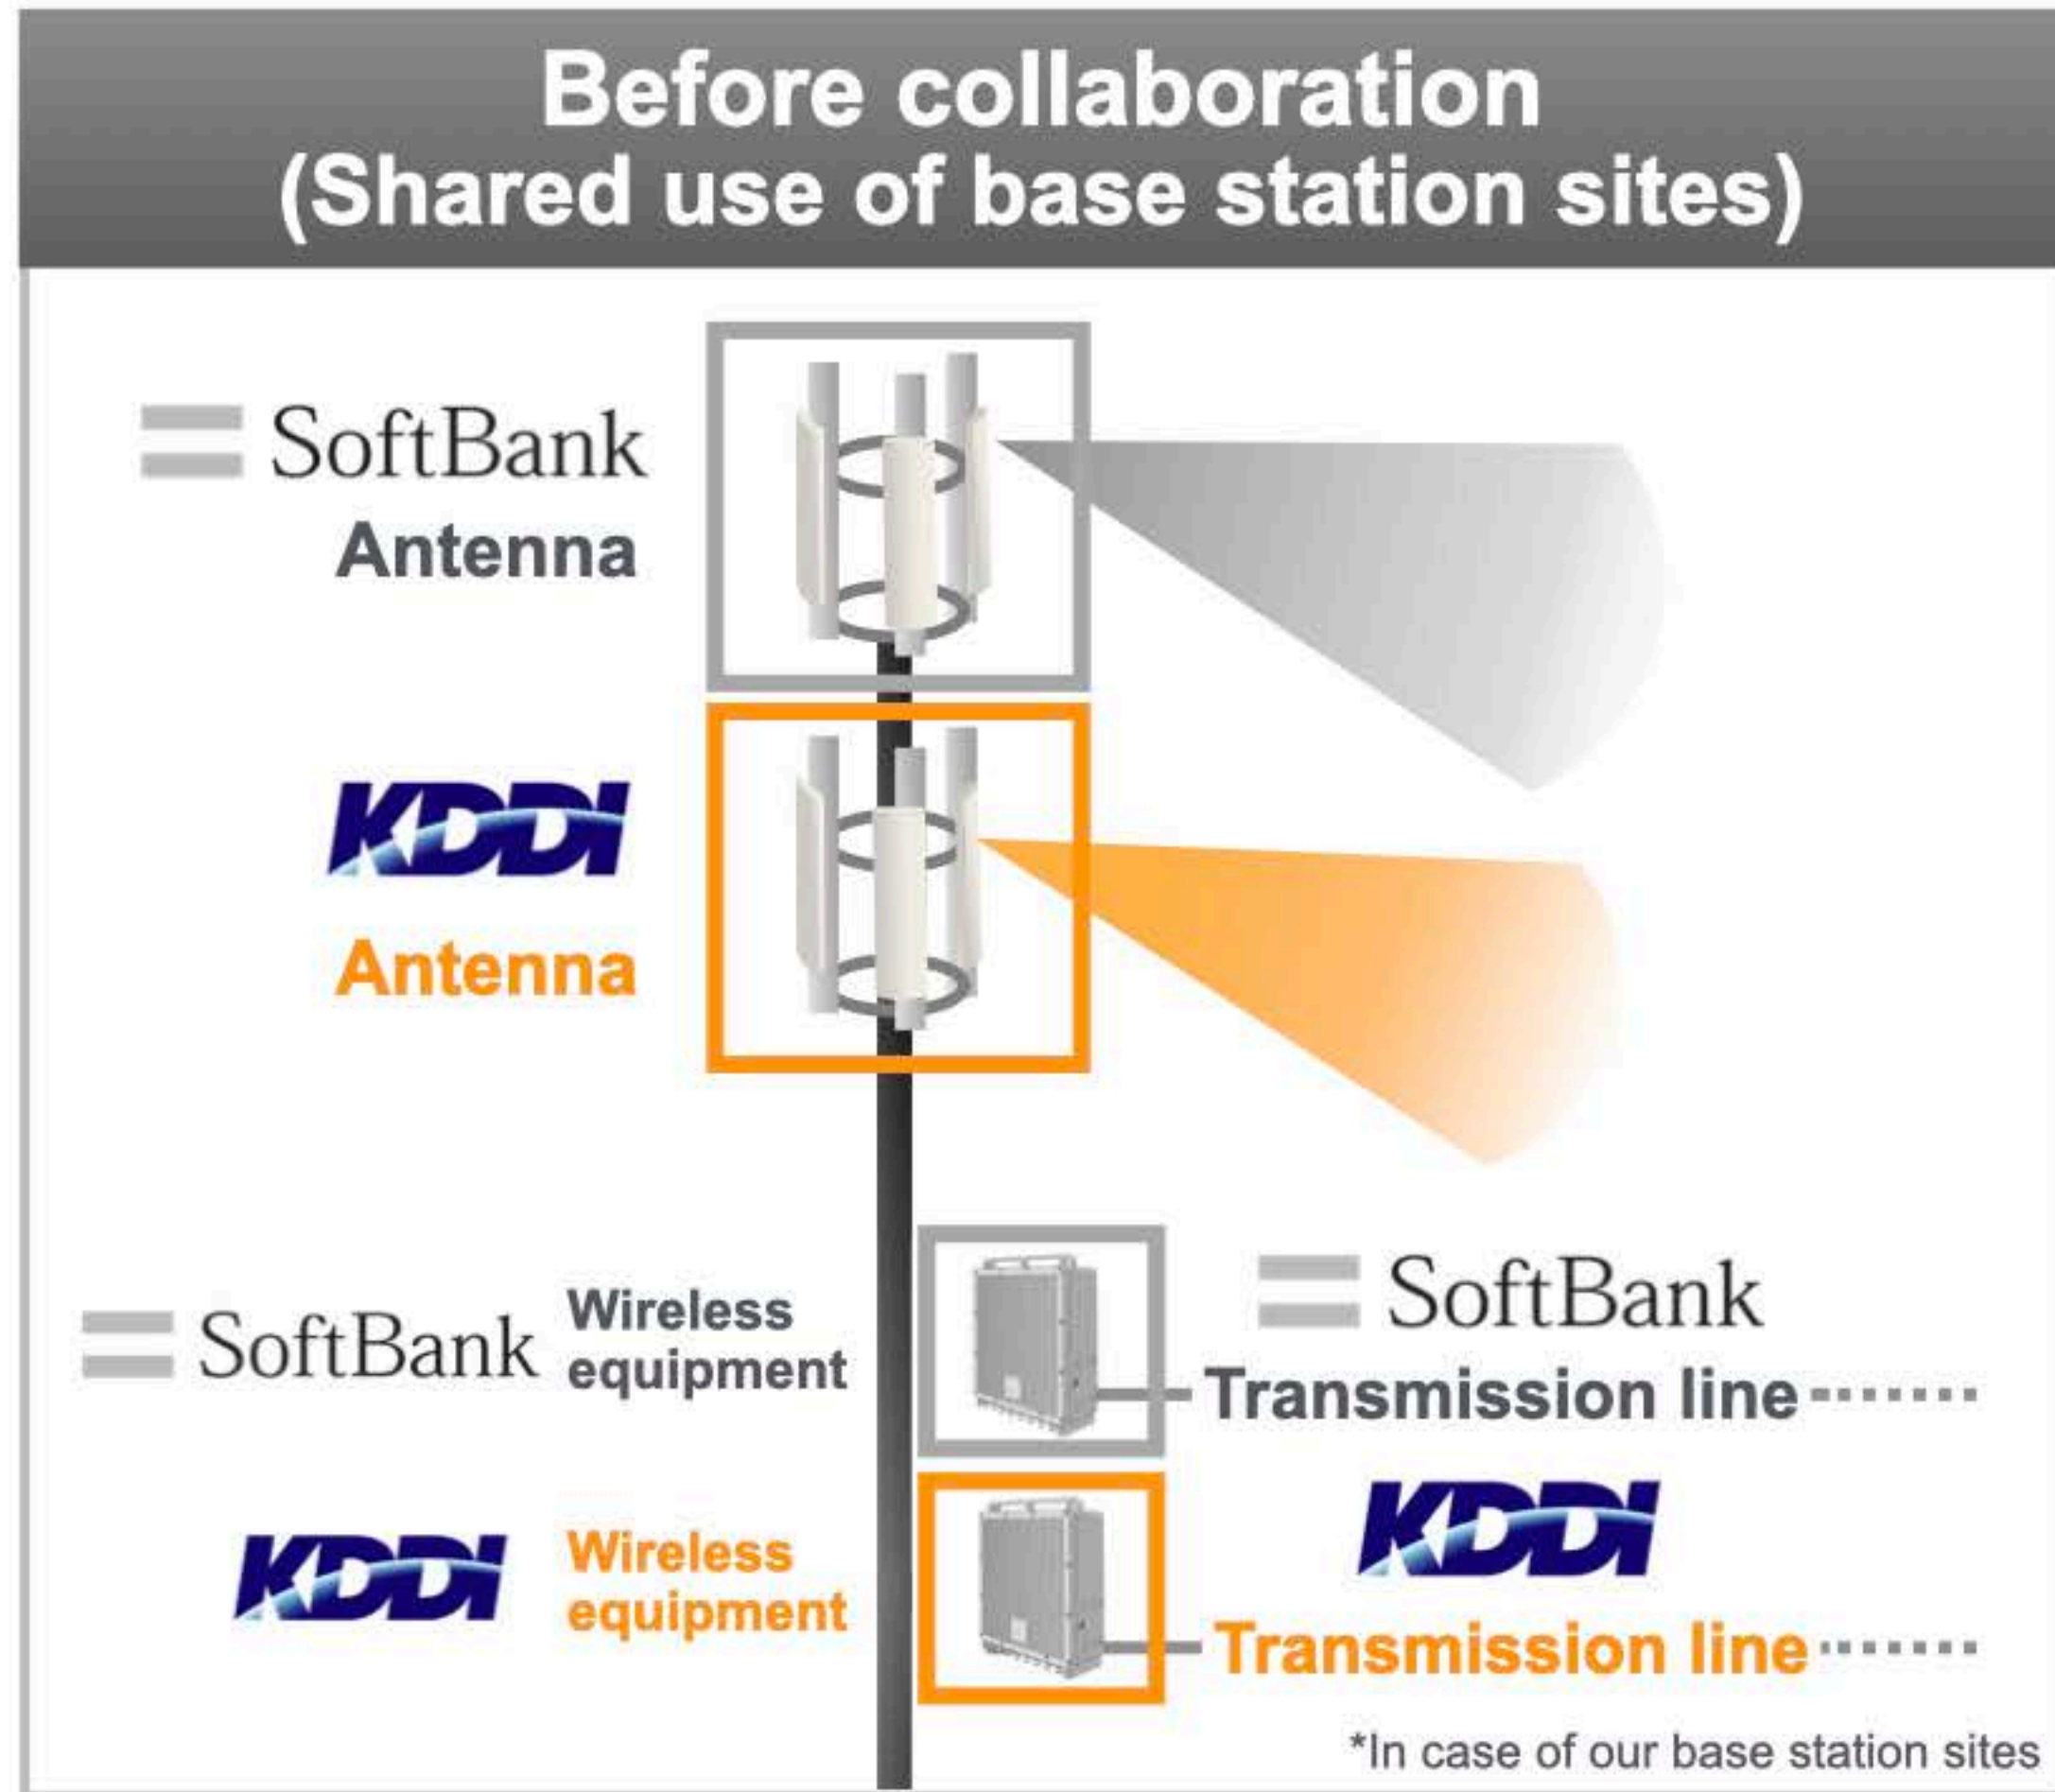 Before collaboration
(Shared use of base station sites)
SoftBank
Antenna
KDDI
Antenna
SoftBank
Wireless
equipment
SoftBank
Transmission line
KDDI
Wireless
equipment
KDDI
Transmission line
*In case of our base station sites